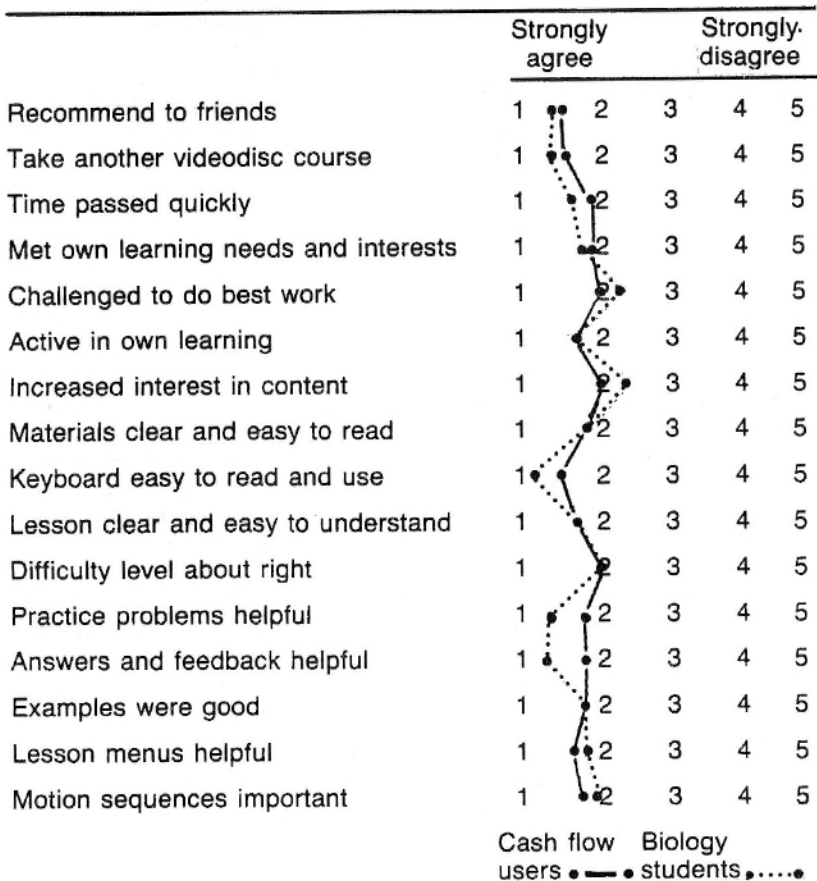 Strongly Strongly
agree disagree
Recommend to friends 1 2 3 4 5
Take another videodisc course 1 2 3 4 5
Time passed quickly 1 2 3 4 5
Met own learning needs and interests 1 2 3 4 5
Challenged to do best work 1 2 3 4 5
Active in own learning 1 2 3 4 5
Increased interest in content 1 2 3 4 5
Materials clear and easy to read 1 2 3 4 5
Keyboard easy to read and use 1 2 3 4 5
Lesson clear and easy to understand 1 2 3 4 5
Difficulty level about right 1 2 3 4 5
Practice problems helpful 1 2 3 4 5
Answers and feedback helpful 1 2 3 4 5
Examples were good 1 2 3 4 5
Lesson menus helpful 1 2 3 4 5
Motion sequences important 1 2 3 4 5
Cash flow Biology
users students